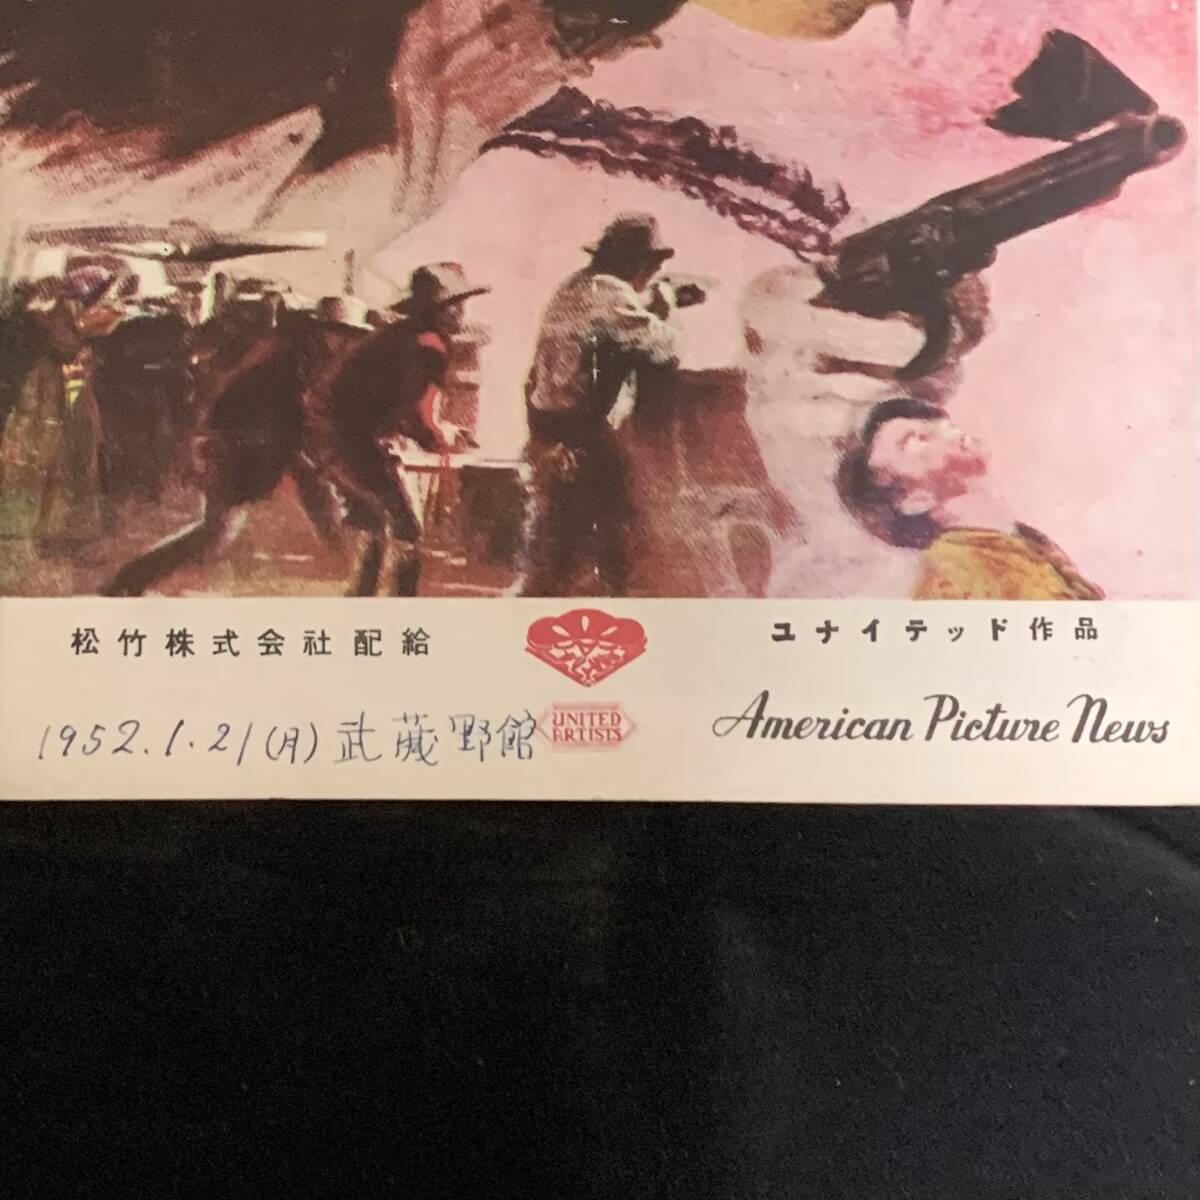 松竹株式会社配給
ユナイテッド作品
UNITED
ARTISTS
American Picture News
1952.1.21(月)武蔵野館